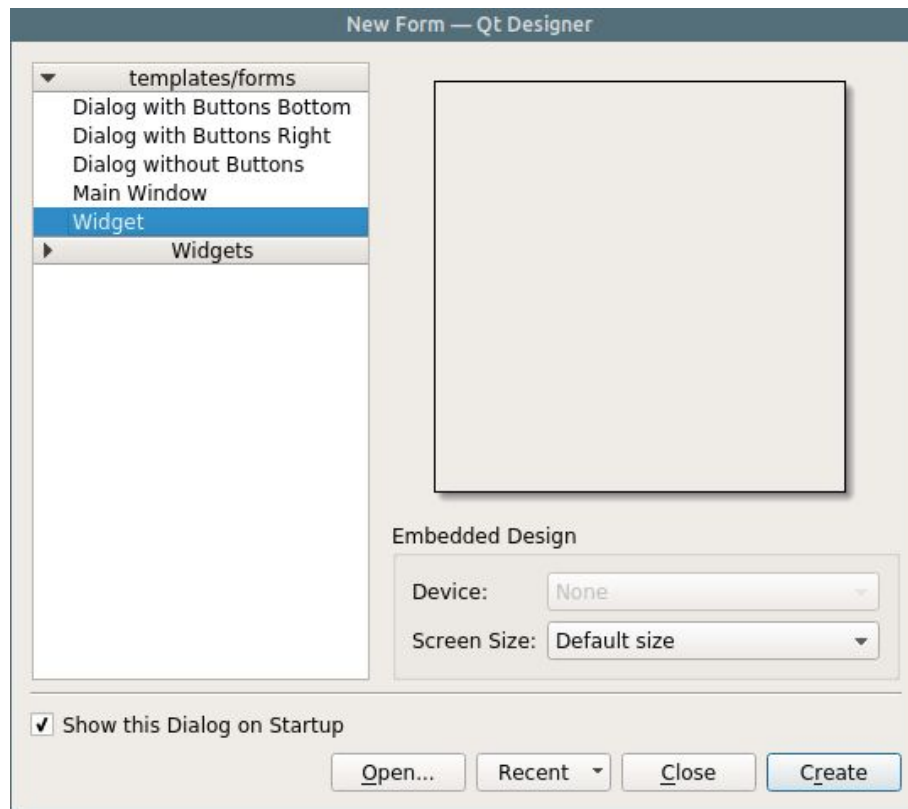 New Form — Qt Designer
templates/forms
Dialog with Buttons Bottom
Dialog with Buttons Right
Dialog without Buttons
Main Window
Widget
Widgets
Embedded Design
Device: None
Screen Size: Default size
Show this Dialog on Startup
Open... Recent Close Create